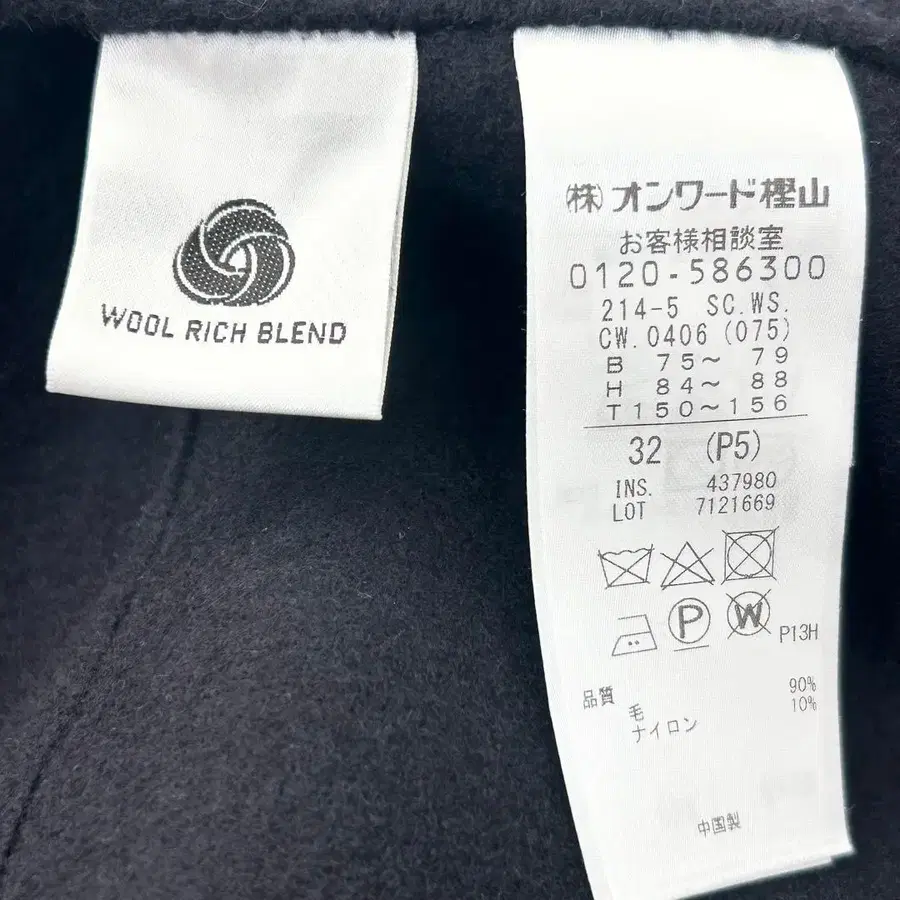 WOOL RICH BLEND
㈱ オンワード樫山
お客様相談室
0120-586300
214-5 SC.WS.
CW.0406 (075)
B 75～ 79
H 84～ 88
T150～156
32 (P5)
INS. 437980
LOT 7121669
P W P13H
品質 90%
毛 10%
ナイロン
中国製